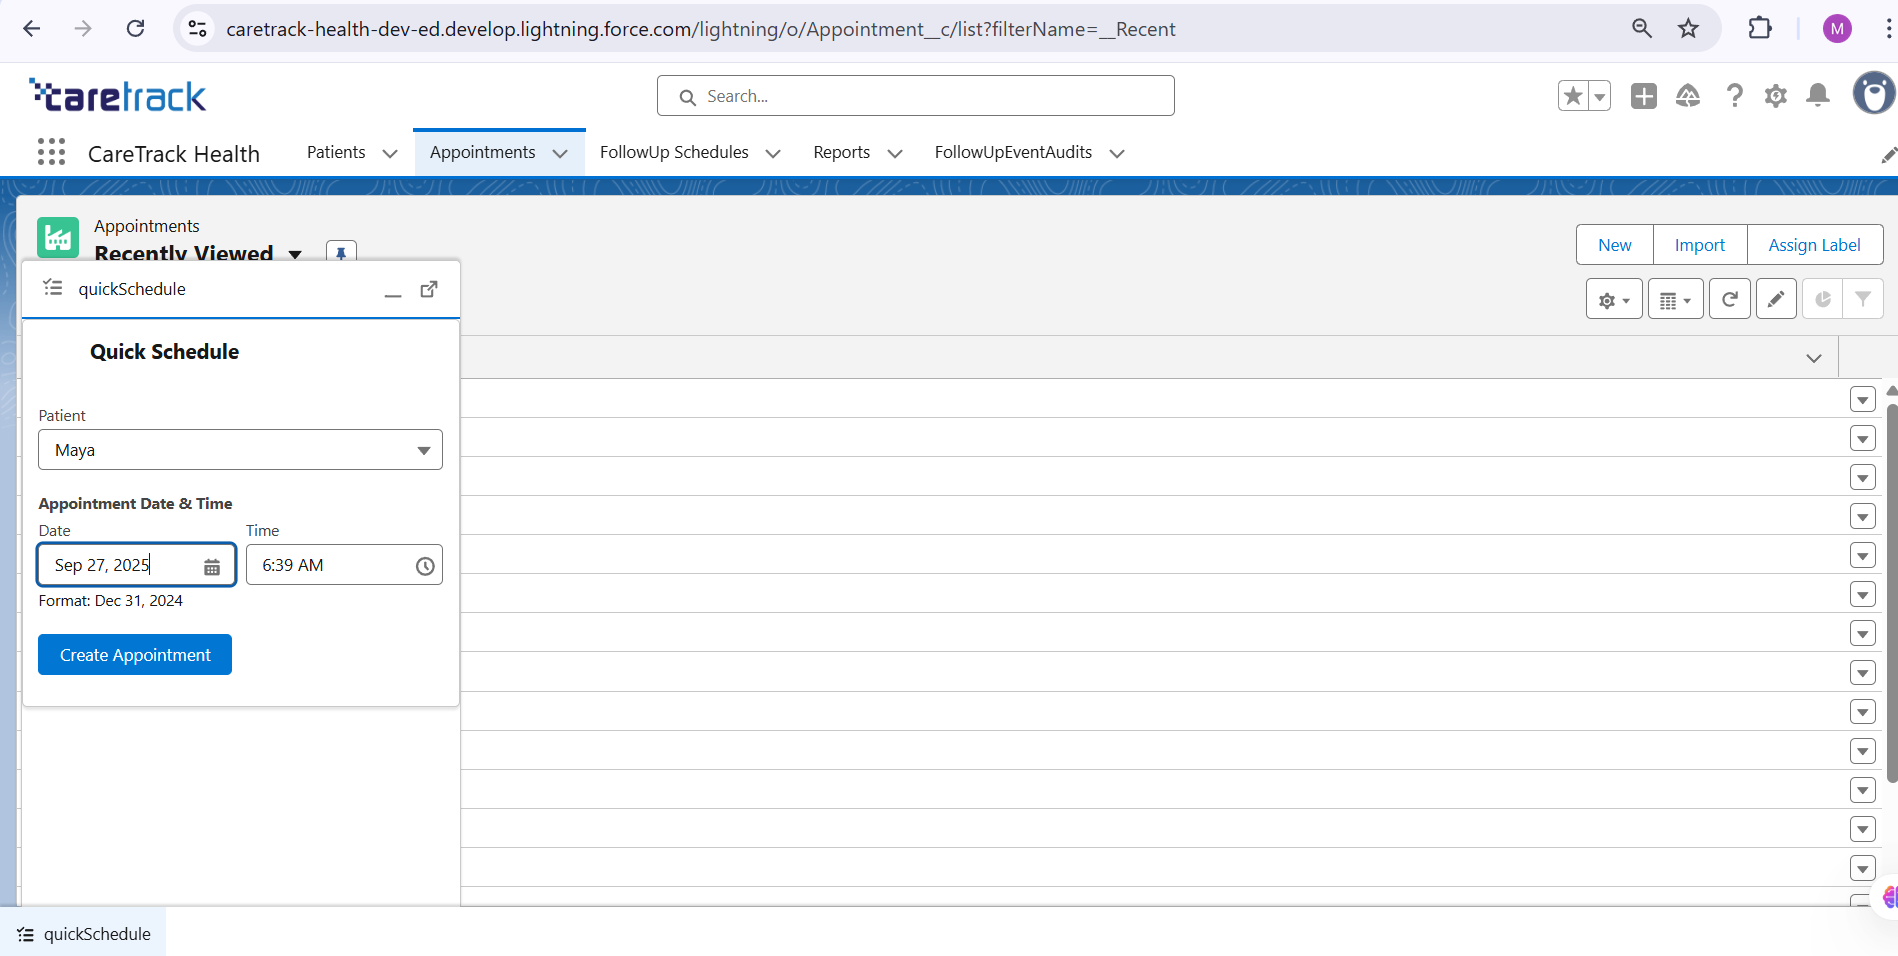 caretrack-health-dev-ed.develop.lightning.force.com/lightning/o/Appointment__c/list?filterName=__Recent
M
caretrack
Search...
CareTrack Health
Patients
Appointments
FollowUp Schedules
Reports
FollowUpEventAudits
Appointments
Recently Viewed
New
Import
Assign Label
quickSchedule
Quick Schedule
Patient
Maya
Appointment Date & Time
Date
Time
Sep 27, 2025
6:39 AM
Format: Dec 31, 2024
Create Appointment
quickSchedule